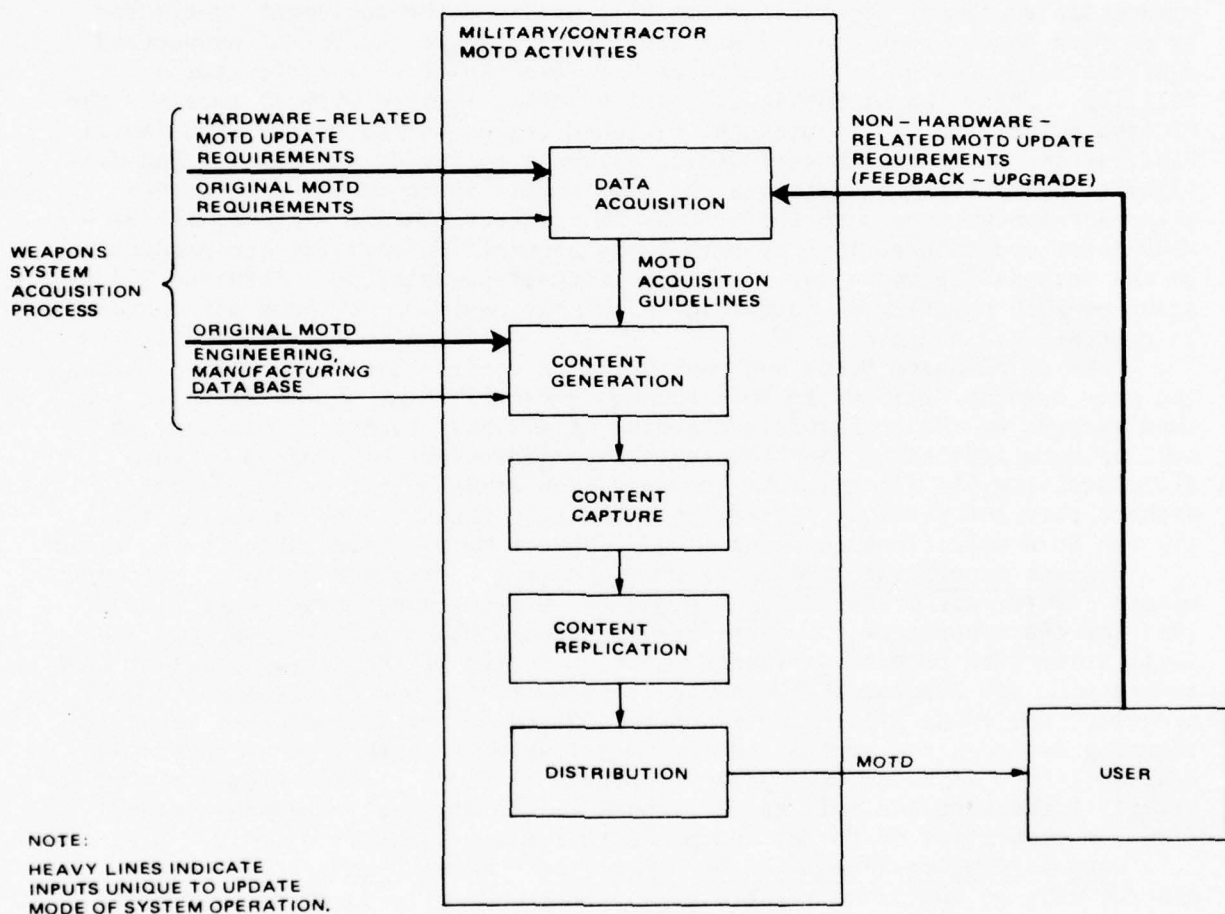 MILITARY/CONTRACTOR
MOTD ACTIVITIES
HARDWARE – RELATED
MOTD UPDATE
REQUIREMENTS
ORIGINAL MOTD
REQUIREMENTS
DATA
ACQUISITION
NON – HARDWARE –
RELATED MOTD UPDATE
REQUIREMENTS
(FEEDBACK – UPGRADE)
WEAPONS
SYSTEM
ACQUISITION
PROCESS
MOTD
ACQUISITION
GUIDELINES
ORIGINAL MOTD
ENGINEERING,
MANUFACTURING
DATA BASE
CONTENT
GENERATION
CONTENT
CAPTURE
CONTENT
REPLICATION
DISTRIBUTION
MOTD
USER
NOTE:
HEAVY LINES INDICATE
INPUTS UNIQUE TO UPDATE
MODE OF SYSTEM OPERATION.